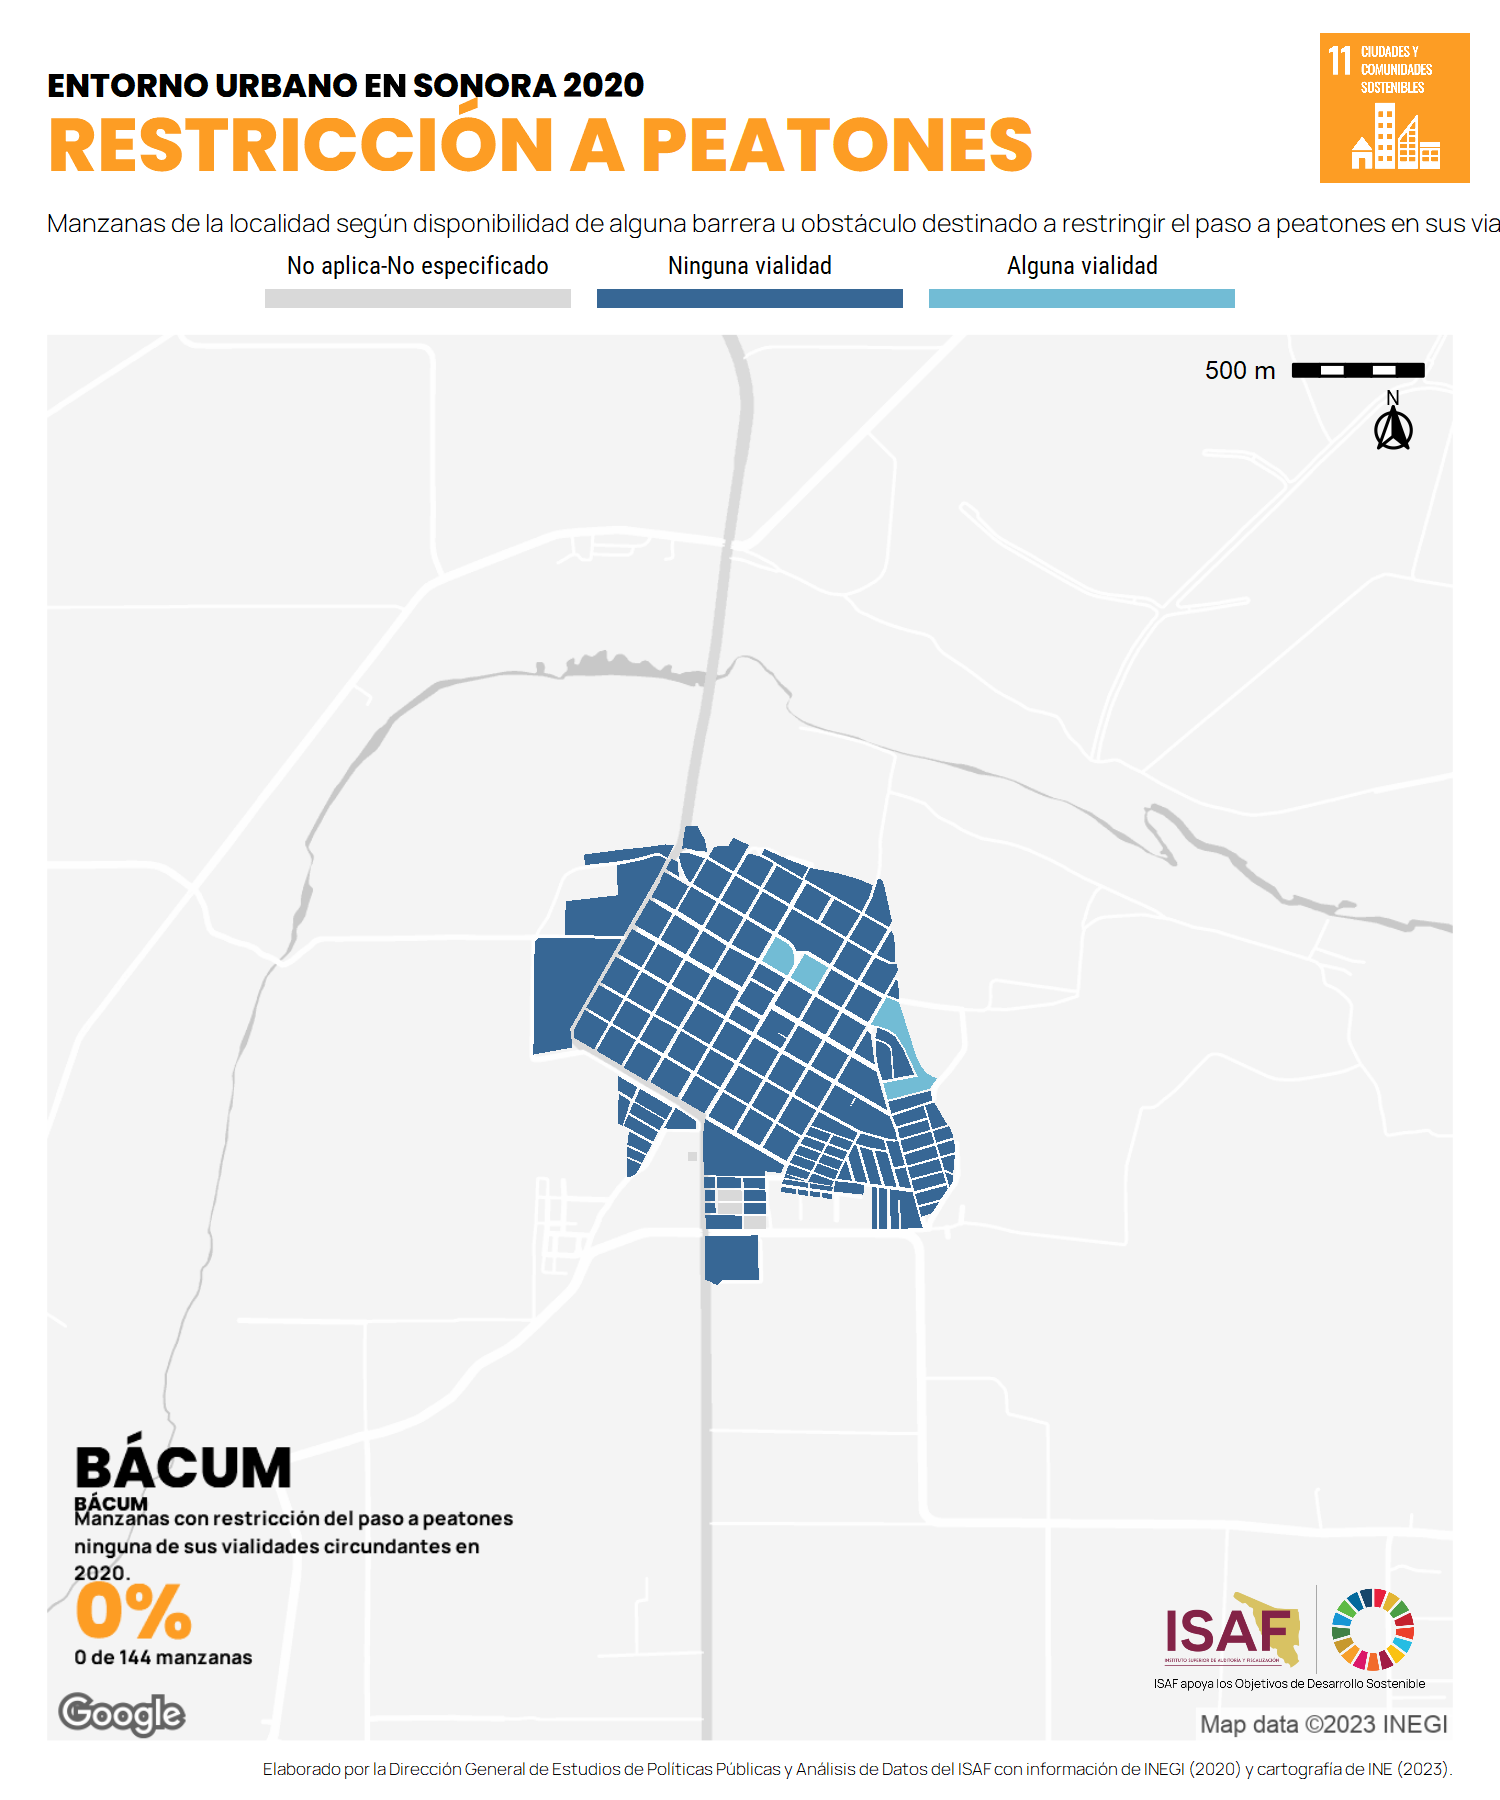 ENTORNO URBANO EN SONORA 2020
RESTRICCIÓN A PEATONES
11 CIUDADES Y
COMUNIDADES
SOSTENIBLES
Manzanas de la localidad según disponibilidad de alguna barrera u obstáculo destinado a restringir el paso a peatones en sus via
No aplica-No especificado
Ninguna vialidad
Alguna vialidad
500 m
N
BÁCUM
BÁCUM
Manzanas con restricción del paso a peatones
ninguna de sus vialidades circundantes en
2020.
0%
0 de 144 manzanas
Google
ISAF
INSTITUTO SUPERIOR DE AUDITORÍA Y FISCALIZACIÓN
ISAF apoya los Objetivos de Desarrollo Sostenible
Map data ©2023 INEGI
Elaborado por la Dirección General de Estudios de Políticas Públicas y Análisis de Datos del ISAF con información de INEGI (2020) y cartografía de INE (2023).